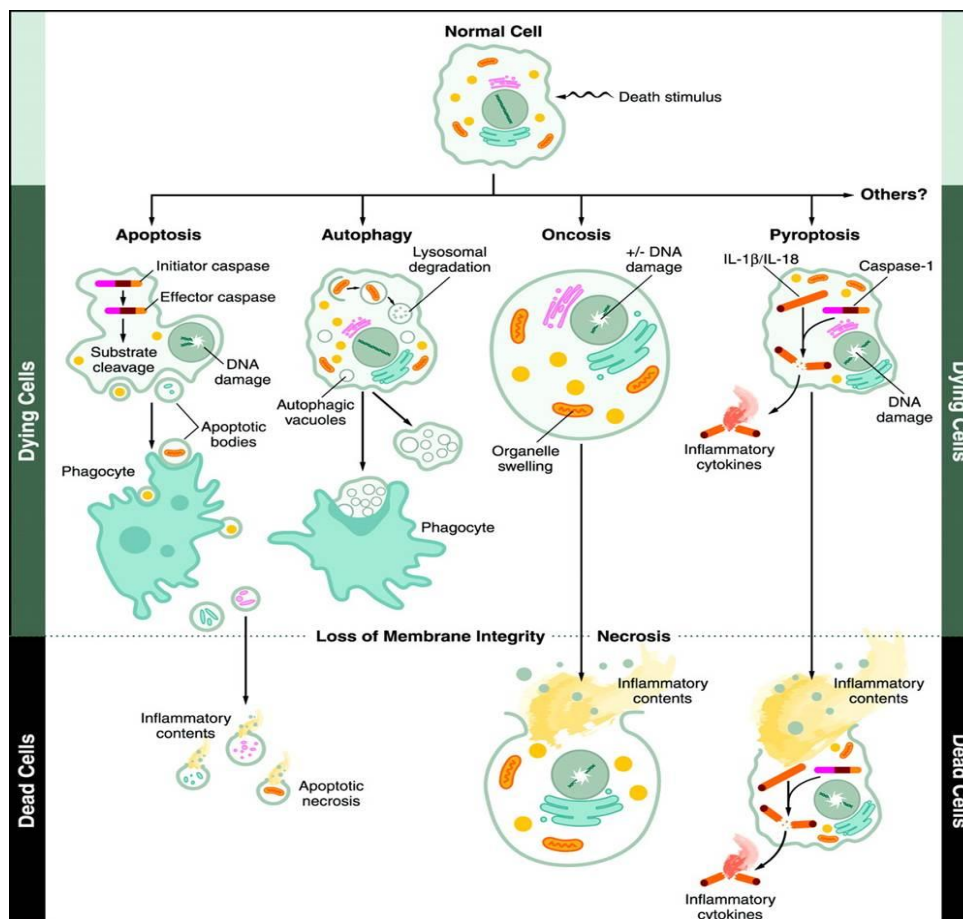 Normal Cell
Death stimulus
Others?
Apoptosis
Autophagy
Oncosis
Pyroptosis
Initiator caspase
Effector caspase
Substrate
cleavage
DNA
damage
Apoptotic
bodies
Phagocyte
Lysosomal
degradation
Autophagic
vacuoles
Phagocyte
+/- DNA
damage
Organelle
swelling
IL-1β/IL-18
Caspase-1
DNA
damage
Inflammatory
cytokines
Dying Cells
Dying Cells
Loss of Membrane Integrity
Necrosis
Inflammatory
contents
Apoptotic
necrosis
Inflammatory
contents
Inflammatory
contents
Inflammatory
cytokines
Dead Cells
Dead Cells